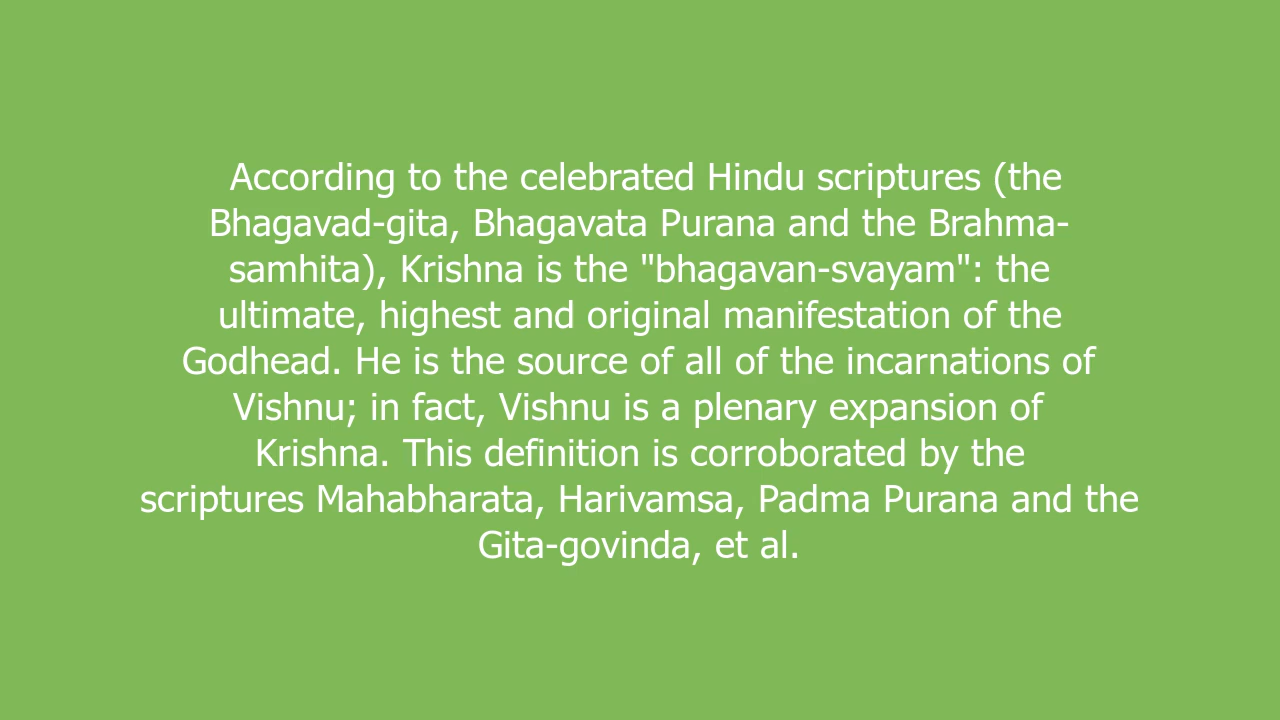 According to the celebrated Hindu scriptures (the
Bhagavad-gita, Bhagavata Purana and the Brahma-
samhita), Krishna is the "bhagavan-svayam": the
ultimate, highest and original manifestation of the
Godhead. He is the source of all of the incarnations of
Vishnu; in fact, Vishnu is a plenary expansion of
Krishna. This definition is corroborated by the
scriptures Mahabharata, Harivamsa, Padma Purana and the
Gita-govinda, et al.